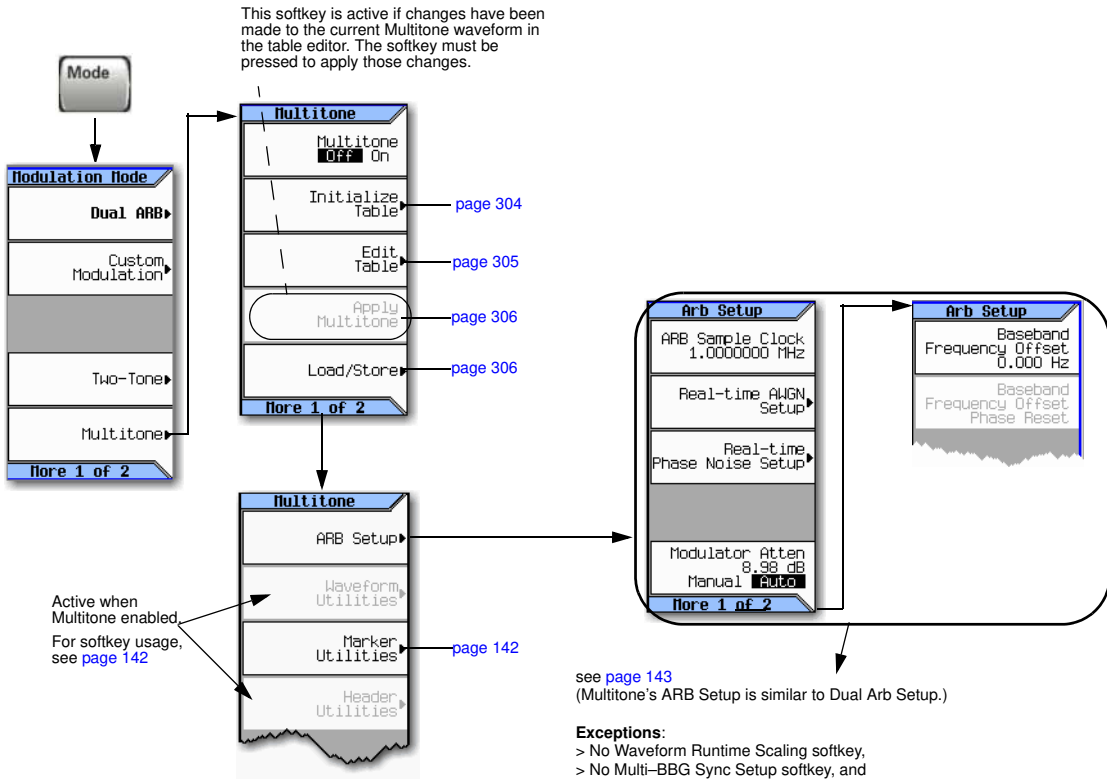 This softkey is active if changes have been
made to the current Multitone waveform in
the table editor. The softkey must be
pressed to apply those changes.
Mode
Modulation Mode
Dual ARB
Custom
Modulation
Two-Tone
Multitone
More 1 of 2
Multitone
Multitone
Off On
Initialize
Table
page 304
Edit
Table
page 305
Apply
Multitone
page 306
Load/Store
page 306
More 1 of 2
Multitone
ARB Setup
Waveform
Utilities
Marker
Utilities
page 142
Header
Utilities
Active when
Multitone enabled.
For softkey usage,
see page 142
Arb Setup
ARB Sample Clock
1.0000000 MHz
Real-time AWGN
Setup
Real-time
Phase Noise Setup
Modulator Atten
8.98 dB
Manual Auto
More 1 of 2
Arb Setup
Baseband
Frequency Offset
0.000 Hz
Baseband
Frequency Offset
Phase Reset
see page 143
(Multitone's ARB Setup is similar to Dual Arb Setup.)
Exceptions:
> No Waveform Runtime Scaling softkey,
> No Multi–BBG Sync Setup softkey, and